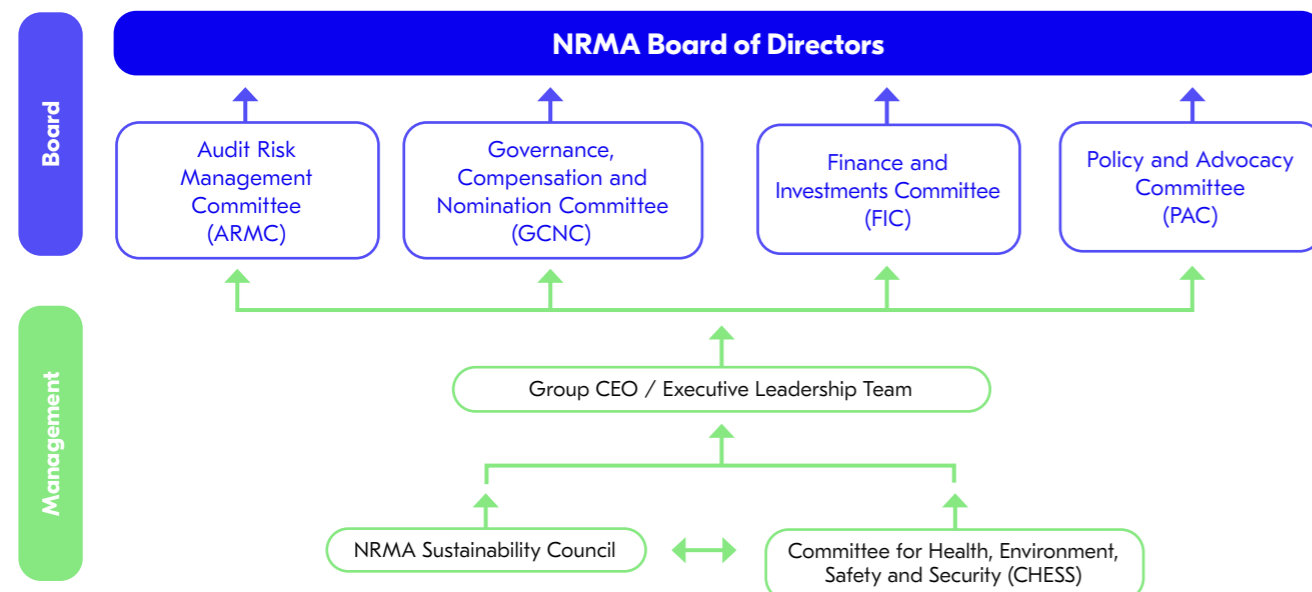 Board
NRMA Board of Directors
Audit Risk
Management
Committee
(ARMC)
Governance,
Compensation and
Nomination Committee
(GCNC)
Finance and
Investments Committee
(FIC)
Policy and Advocacy
Committee
(PAC)
Management
Group CEO / Executive Leadership Team
NRMA Sustainability Council
Committee for Health, Environment,
Safety and Security (CHESS)